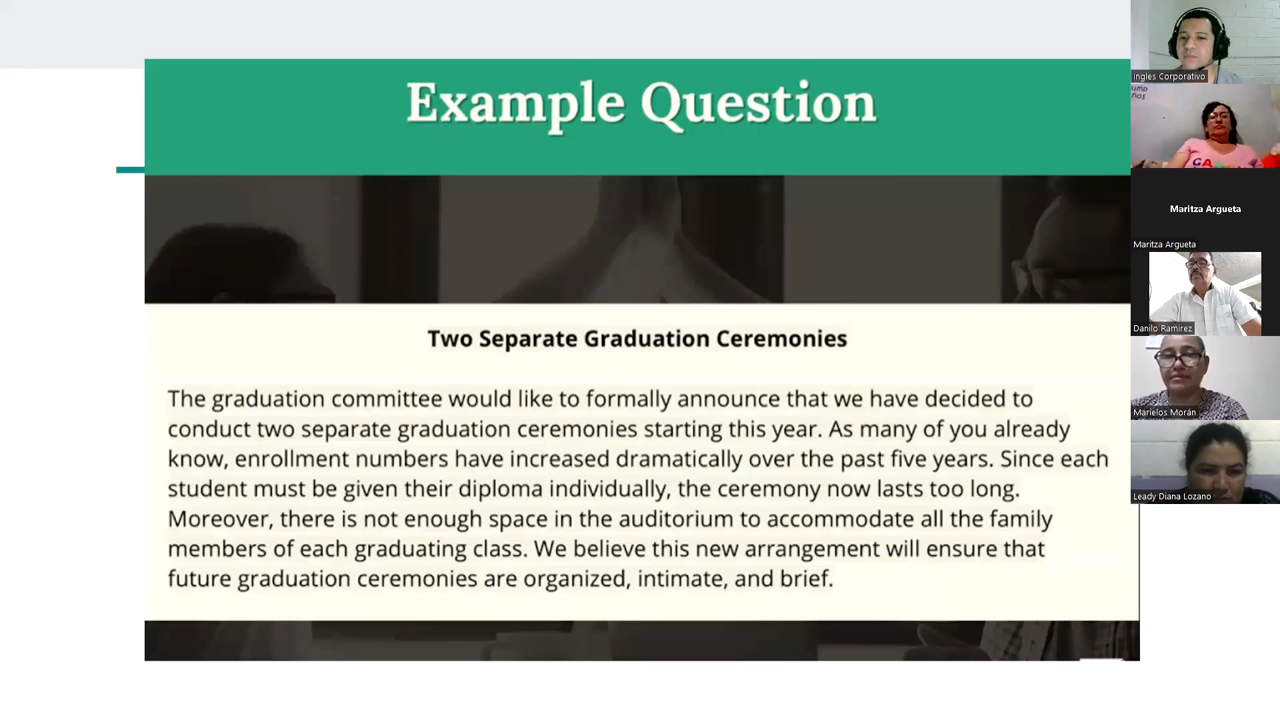 Example Question
Two Separate Graduation Ceremonies
The graduation committee would like to formally announce that we have decided to
conduct two separate graduation ceremonies starting this year. As many of you already
know, enrollment numbers have increased dramatically over the past five years. Since each
student must be given their diploma individually, the ceremony now lasts too long.
Moreover, there is not enough space in the auditorium to accommodate all the family
members of each graduating class. We believe this new arrangement will ensure that
future graduation ceremonies are organized, intimate, and brief.
Ingles Corporativo
Maritza Argueta
Maritza Argueta
Danilo Ramirez
Marielos Morán
Leady Diana Lozano